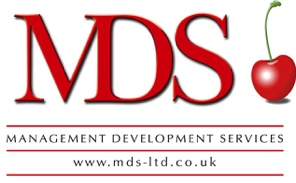 MDS
MANAGEMENT DEVELOPMENT SERVICES
www.mds-ltd.co.uk